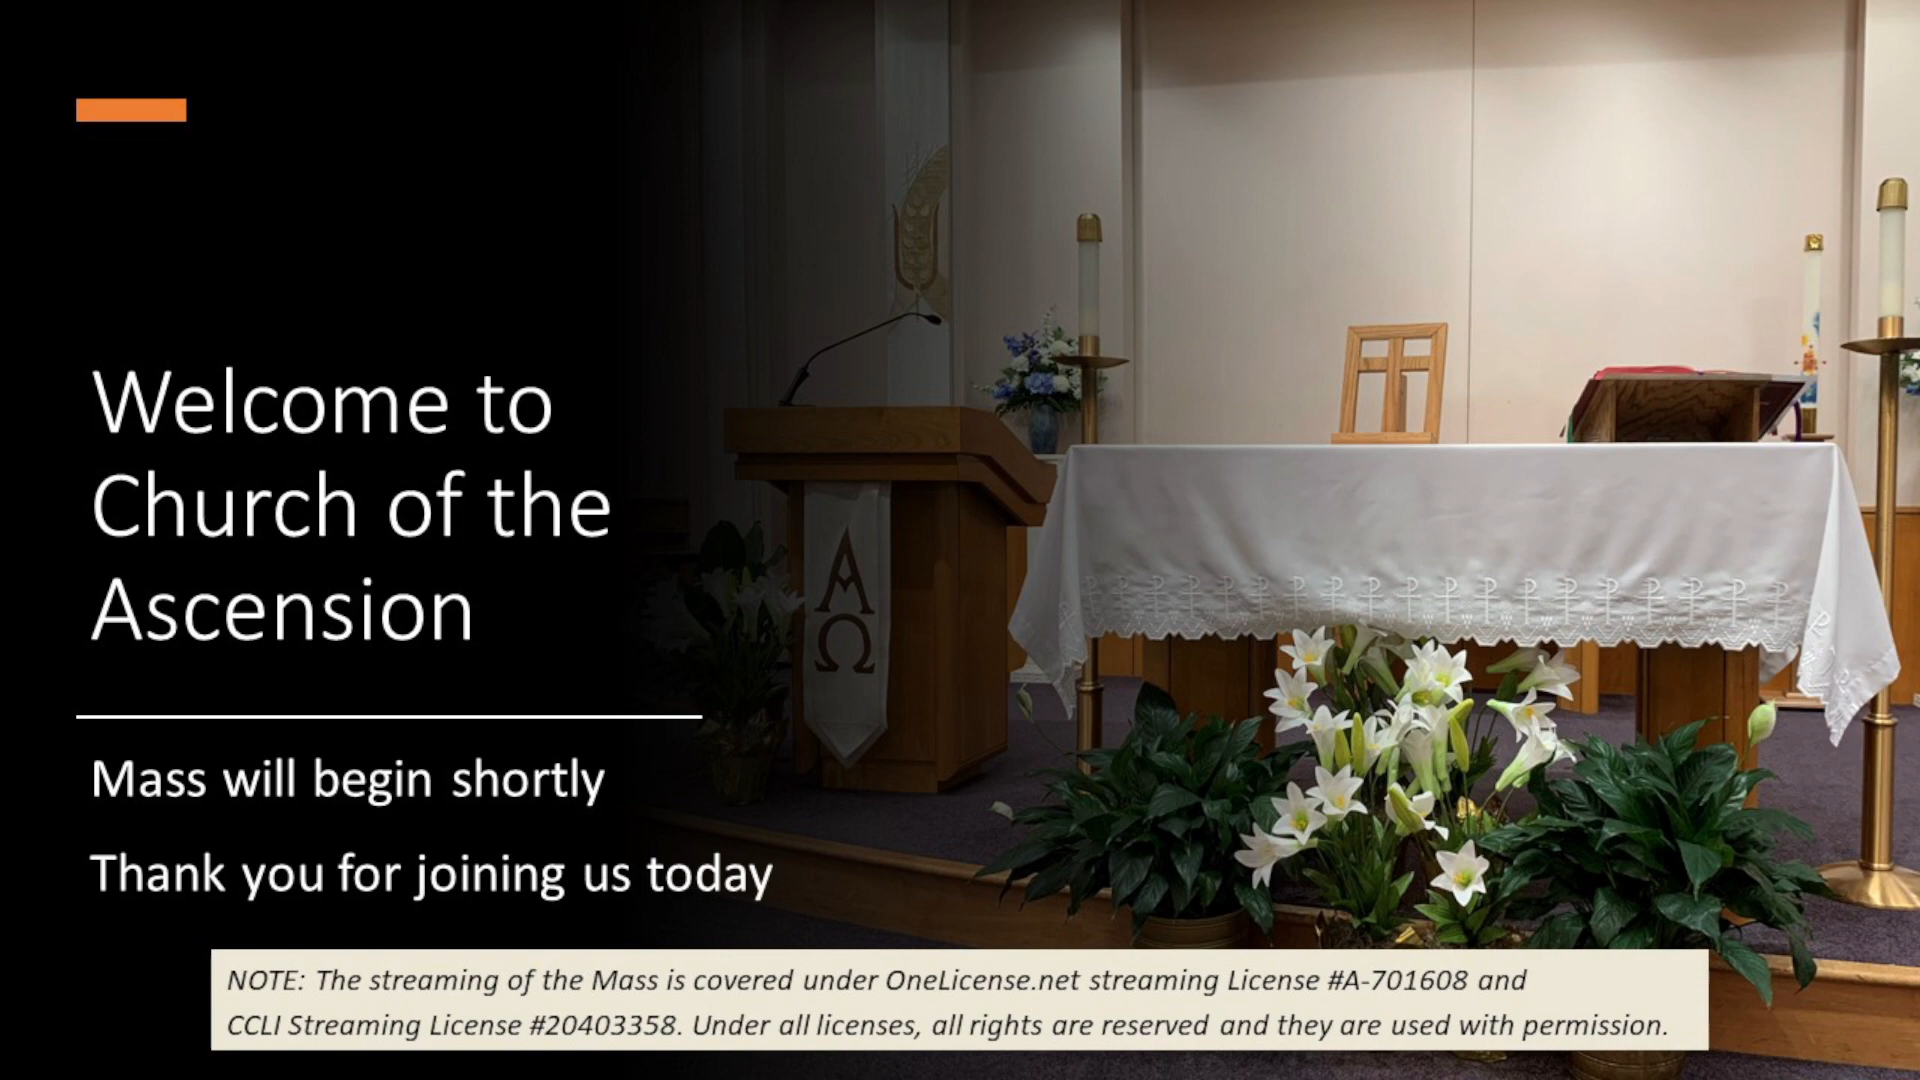 Welcome to
Church of the
Ascension
Mass will begin shortly
Thank you for joining us today
ΑΩ
NOTE: The streaming of the Mass is covered under OneLicense.net streaming License #A-701608 and
CCLI Streaming License #20403358. Under all licenses, all rights are reserved and they are used with permission.